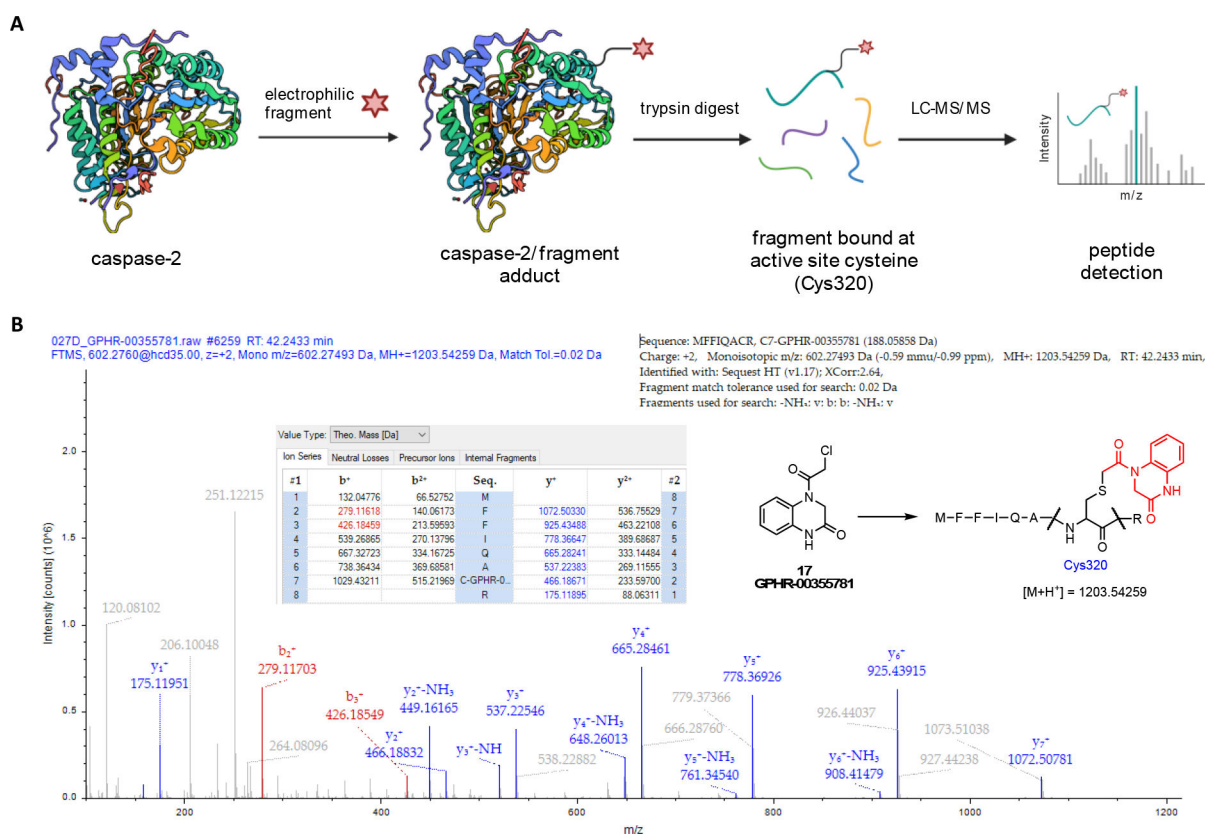 A
electrophilic
fragment
trypsin digest
LC-MS/MS
Intensity
m/z
caspase-2
caspase-2/fragment
adduct
fragment bound at
active site cysteine
(Cys320)
peptide
detection
B
027D_GPHR-00355781.raw #6259 RT: 42.2433 min
FTMS, 602.2760@hcd35.00, z=+2, Mono m/z=602.27493 Da, MH+=1203.54259 Da, Match Tol.=0.02 Da
Sequence: MFFIQACR, C7-GPHR-00355781 (188.05858 Da)
Charge: +2, Monoisotopic m/z: 602.27493 Da (-0.59 mmu/-0.99 ppm), MH+: 1203.54259 Da, RT: 42.2433 min,
Identified with: Sequest HT (v1.17); XCorr:2.64,
Fragment match tolerance used for search: 0.02 Da
Fragments used for search: -NH₃; y; b; b; -NH₃; y
Value Type: Theo. Mass [Da]
Ion Series Neutral Losses Precursor Ions Internal Fragments
#1 b⁺ b²⁺ Seq. y⁺ y²⁺ #2
1 132.04776 66.52752 M 8
2 279.11618 140.06173 F 1072.50330 536.75529 7
3 426.18459 213.59593 F 925.43488 463.22108 6
4 539.26865 270.13796 I 778.36647 389.68687 5
5 667.32723 334.16725 Q 665.28241 333.14484 4
6 738.36434 369.68581 A 537.22383 269.11555 3
7 1029.43211 515.21969 C-GPHR-0... 466.18671 233.59700 2
8 R 175.11895 88.06311 1
Cl
O
N
N
H
O
17
GPHR-00355781
O
N
NH
O
S
M-F-F-I-Q-A
N
H
O
R
Cys320
[M+H⁺] = 1203.54259
Intensity [counts] (10^6)
2.0
1.5
1.0
0.5
0.0
120.08102
y₁⁺
175.11951
206.10048
251.12215
264.08096
b₂⁺
279.11703
b₃⁺
426.18549
y₂⁺-NH₃
449.16165
y₂⁺
466.18832
y₃⁺-NH
y₃⁺
537.22546
538.22882
y₄⁺-NH₃
648.26013
y₄⁺
665.28461
666.28760
y₅⁺-NH₃
761.34540
y₅⁺
778.36926
779.37366
y₆⁺-NH₃
908.41479
y₆⁺
925.43915
926.44037
927.44238
y₇⁺
1072.50781
1073.51038
200
400
600
800
1000
1200
m/z